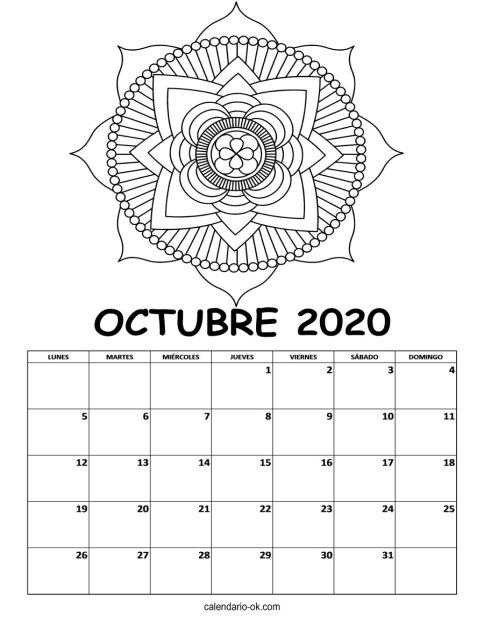 OCTUBRE 2020
LUNES MARTES MIÉRCOLES JUEVES VIERNES SÁBADO DOMINGO
1 2 3 4
5 6 7 8 9 10 11
12 13 14 15 16 17 18
19 20 21 22 23 24 25
26 27 28 29 30 31
calendario-ok.com